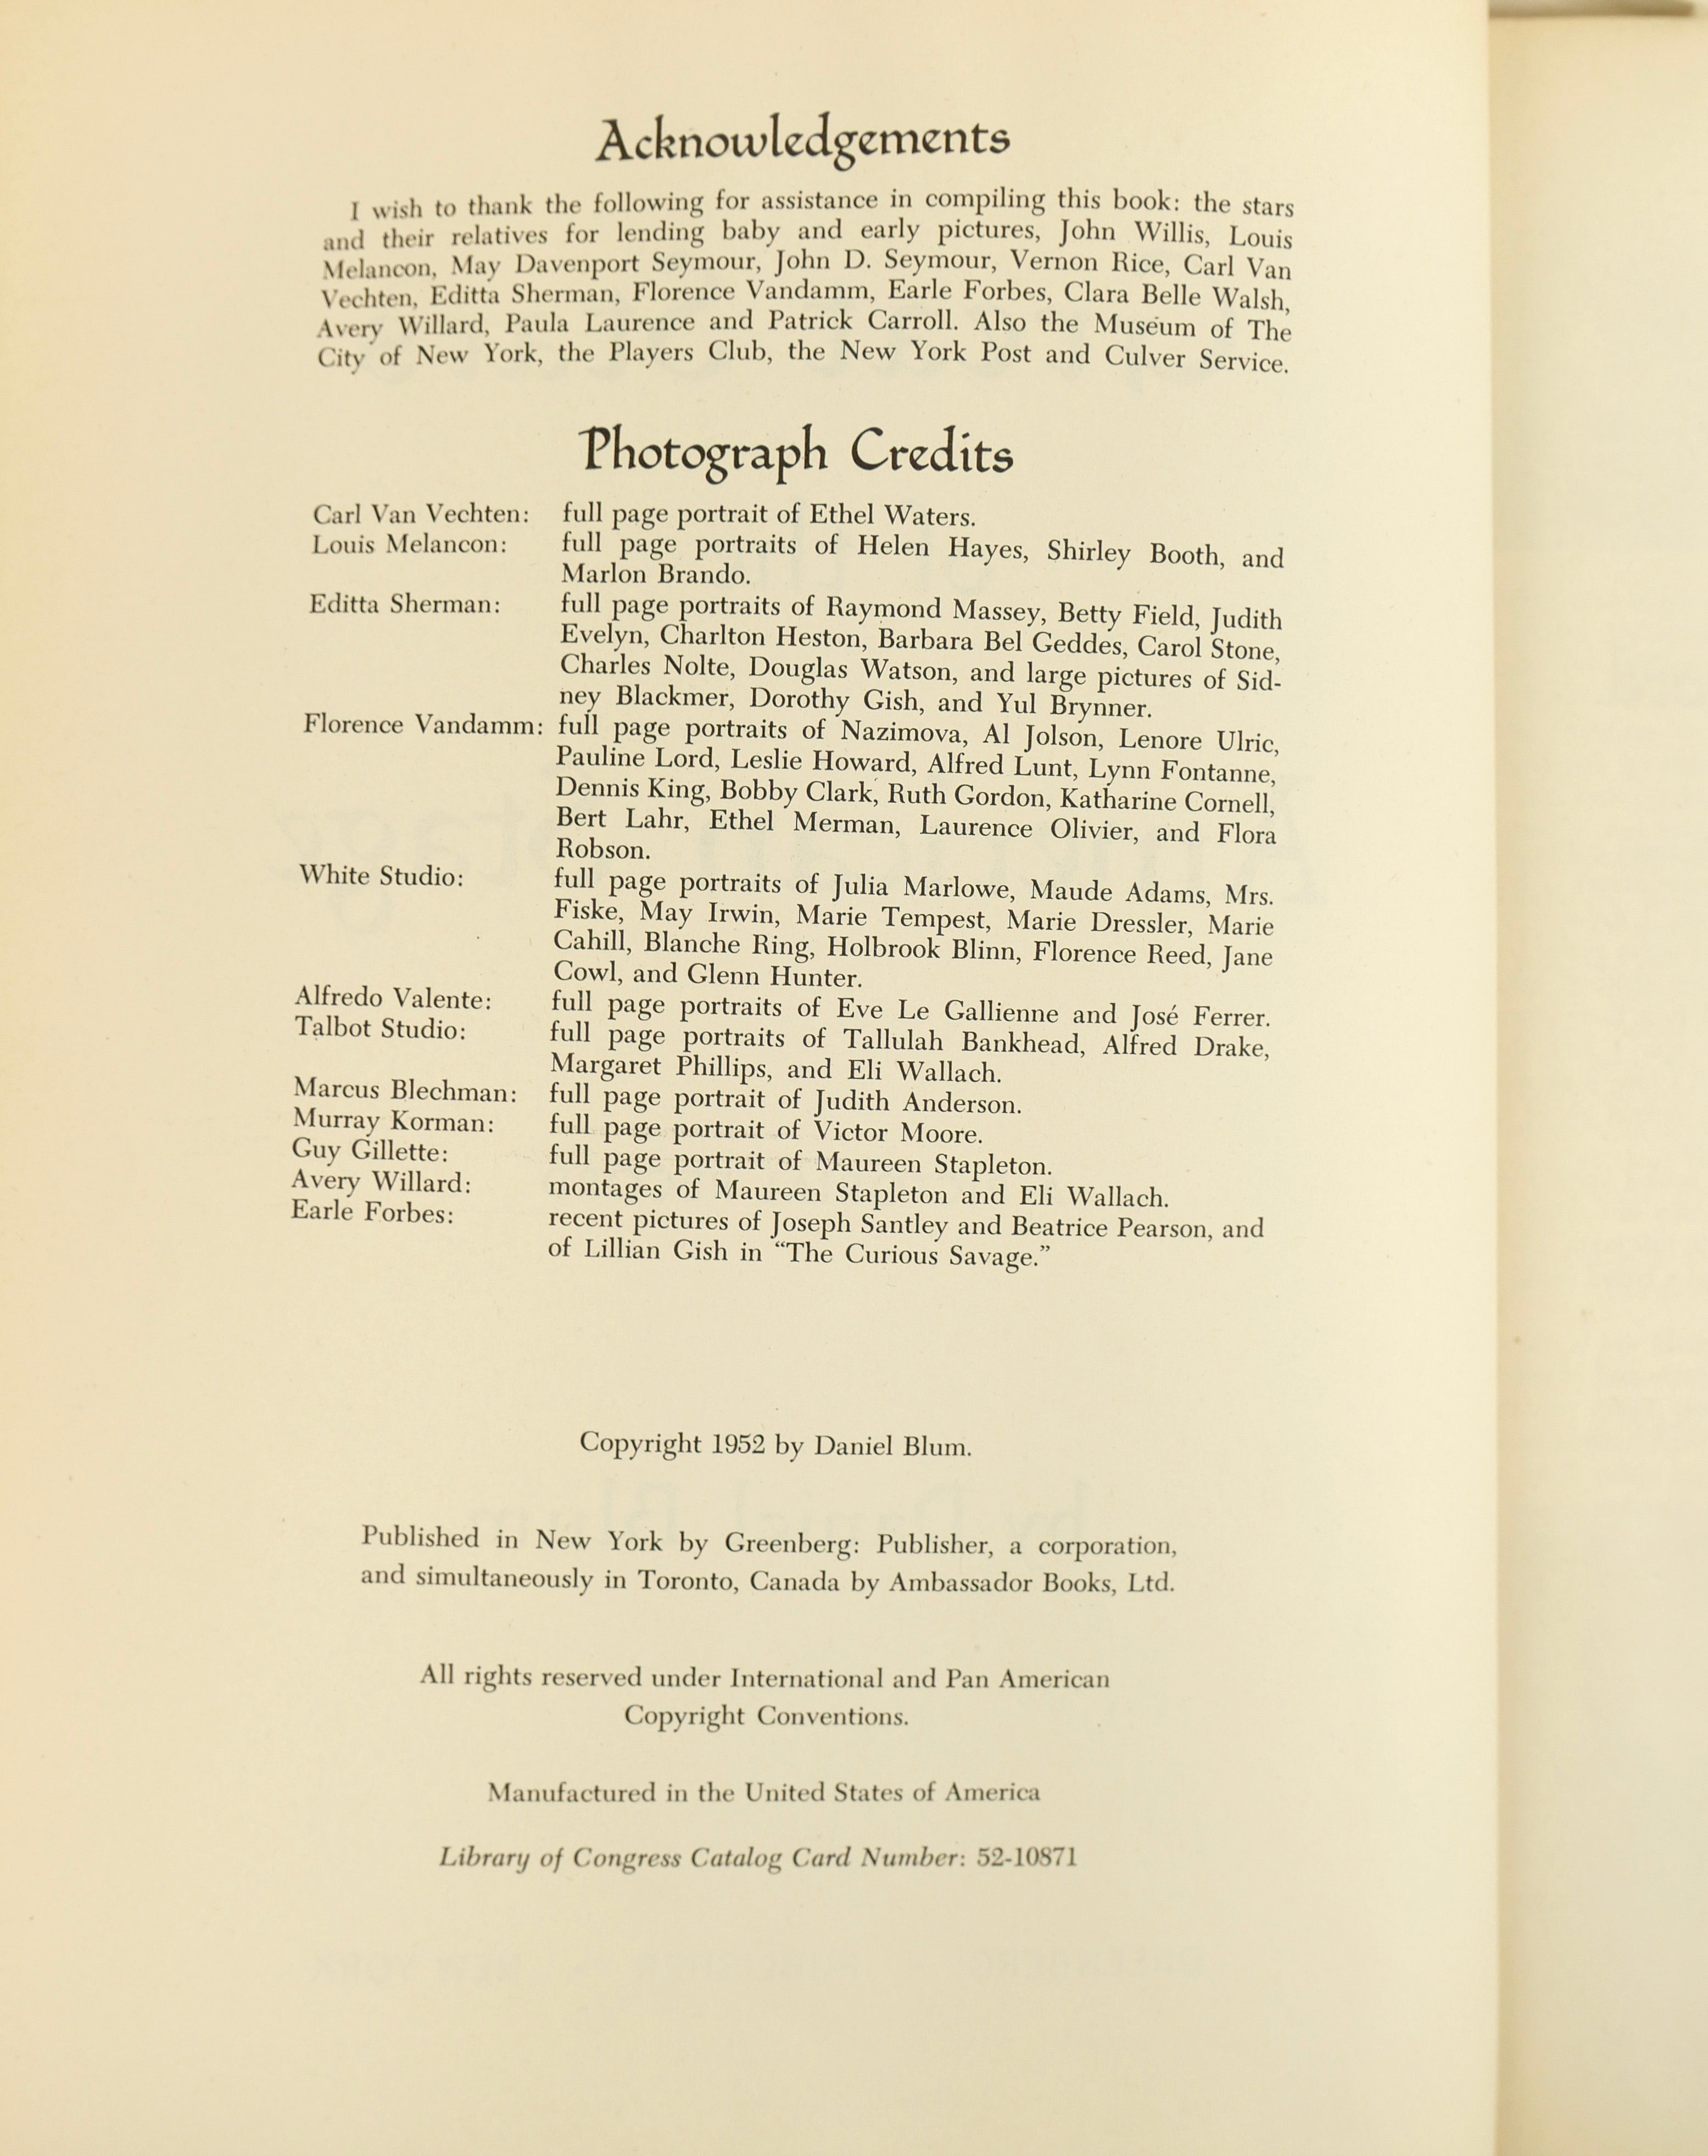 Acknowledgements
I wish to thank the following for assistance in compiling this book: the stars
and their relatives for lending baby and early pictures, John Willis, Louis
Melancon, May Davenport Seymour, John D. Seymour, Vernon Rice, Carl Van
Vechten, Editta Sherman, Florence Vandamm, Earle Forbes, Clara Belle Walsh,
Avery Willard, Paula Laurence and Patrick Carroll. Also the Museum of The
City of New York, the Players Club, the New York Post and Culver Service.
Photograph Credits
Carl Van Vechten: full page portrait of Ethel Waters.
Louis Melancon: full page portraits of Helen Hayes, Shirley Booth, and
Marlon Brando.
Editta Sherman: full page portraits of Raymond Massey, Betty Field, Judith
Evelyn, Charlton Heston, Barbara Bel Geddes, Carol Stone,
Charles Nolte, Douglas Watson, and large pictures of Sid-
ney Blackmer, Dorothy Gish, and Yul Brynner.
Florence Vandamm: full page portraits of Nazimova, Al Jolson, Lenore Ulric,
Pauline Lord, Leslie Howard, Alfred Lunt, Lynn Fontanne,
Dennis King, Bobby Clark, Ruth Gordon, Katharine Cornell,
Bert Lahr, Ethel Merman, Laurence Olivier, and Flora
Robson.
White Studio: full page portraits of Julia Marlowe, Maude Adams, Mrs.
Fiske, May Irwin, Marie Tempest, Marie Dressler, Marie
Cahill, Blanche Ring, Holbrook Blinn, Florence Reed, Jane
Cowl, and Glenn Hunter.
Alfredo Valente: full page portraits of Eve Le Gallienne and José Ferrer.
Talbot Studio: full page portraits of Tallulah Bankhead, Alfred Drake,
Margaret Phillips, and Eli Wallach.
Marcus Blechman: full page portrait of Judith Anderson.
Murray Korman: full page portrait of Victor Moore.
Guy Gillette: full page portrait of Maureen Stapleton.
Avery Willard: montages of Maureen Stapleton and Eli Wallach.
Earle Forbes: recent pictures of Joseph Santley and Beatrice Pearson, and
of Lillian Gish in “The Curious Savage.”
Copyright 1952 by Daniel Blum.
Published in New York by Greenberg: Publisher, a corporation,
and simultaneously in Toronto, Canada by Ambassador Books, Ltd.
All rights reserved under International and Pan American
Copyright Conventions.
Manufactured in the United States of America
Library of Congress Catalog Card Number: 52-10871